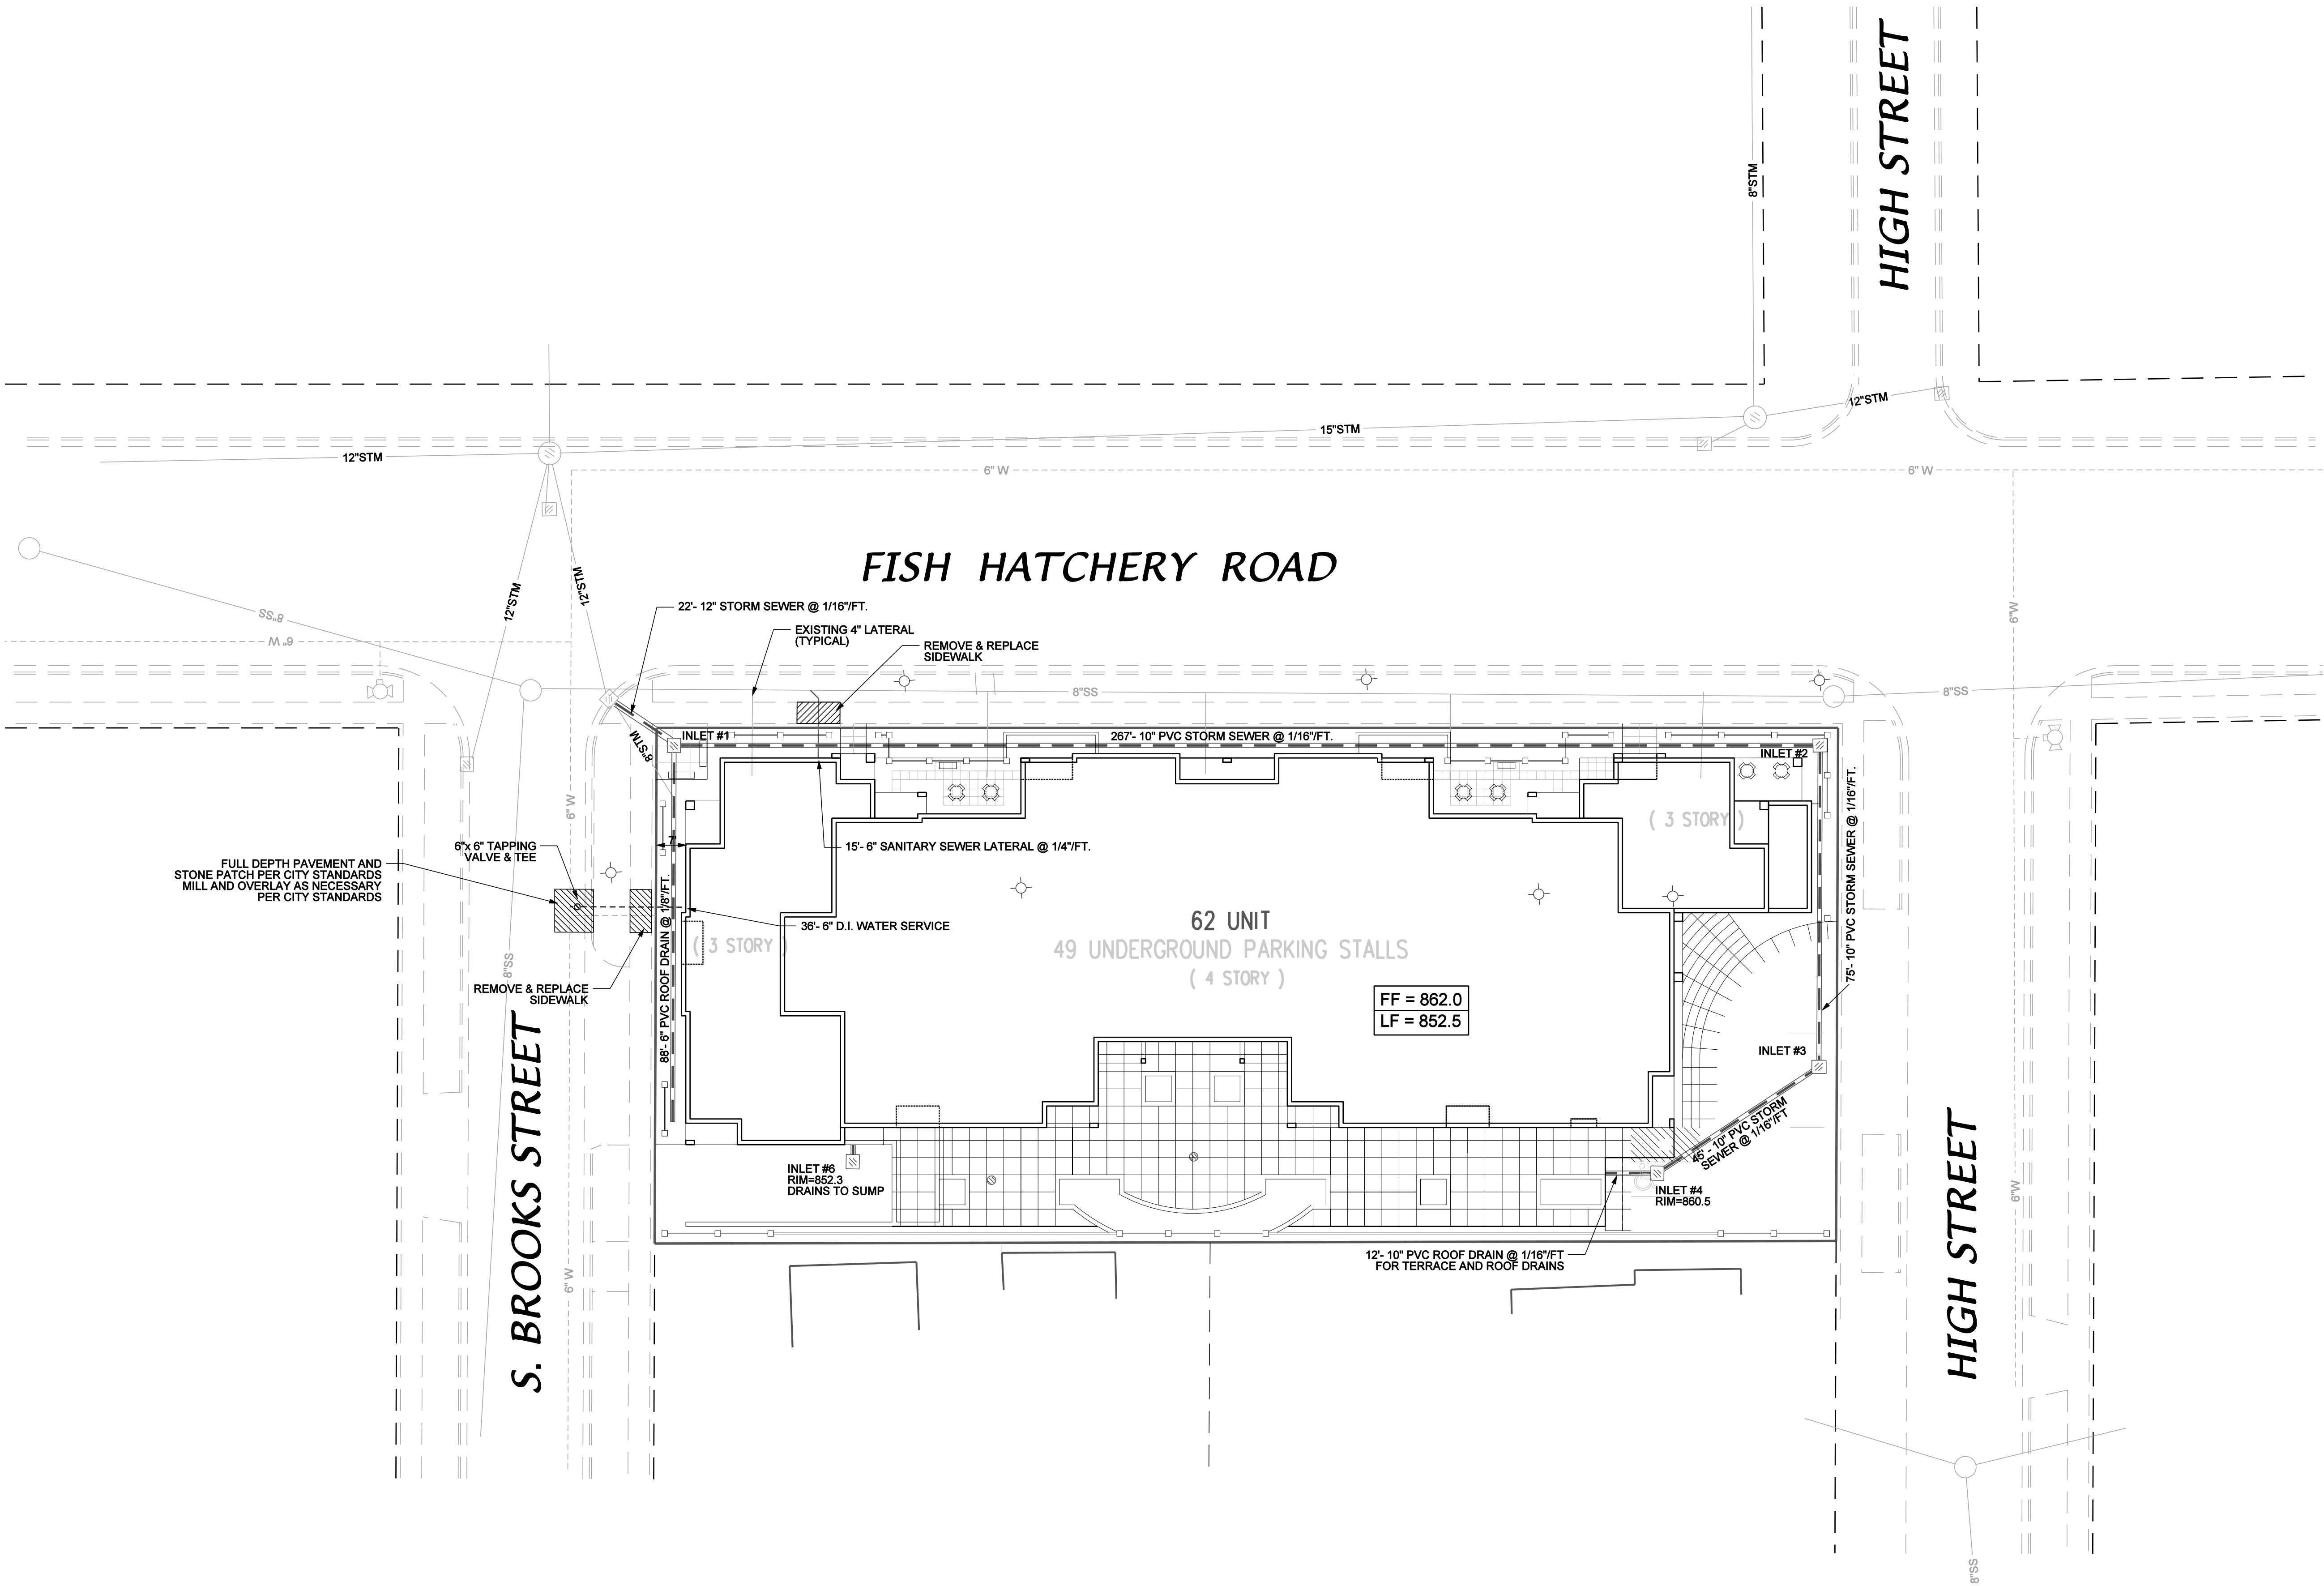 HIGH STREET
8"STM
12"STM
15"STM
12"STM
6" W
6" W
FISH HATCHERY ROAD
12"STM
12"STM
8"SS
6" W
6"W
22'- 12" STORM SEWER @ 1/16"/FT.
EXISTING 4" LATERAL
(TYPICAL)
REMOVE & REPLACE
SIDEWALK
8"SS
8"SS
8"STM
INLET #1
267'- 10" PVC STORM SEWER @ 1/16"/FT.
INLET #2
6" W
7'
( 3 STORY )
75'- 10" PVC STORM SEWER @ 1/16"/FT.
6"x 6" TAPPING
VALVE & TEE
15'- 6" SANITARY SEWER LATERAL @ 1/4"/FT.
FULL DEPTH PAVEMENT AND
STONE PATCH PER CITY STANDARDS
MILL AND OVERLAY AS NECESSARY
PER CITY STANDARDS
88'- 6" PVC ROOF DRAIN @ 1/8"/FT.
36'- 6" D.I. WATER SERVICE
( 3 STORY )
62 UNIT
49 UNDERGROUND PARKING STALLS
( 4 STORY )
8"SS
REMOVE & REPLACE
SIDEWALK
FF = 862.0
LF = 852.5
INLET #3
S. BROOKS STREET
45'- 10" PVC STORM
SEWER @ 1/16"/FT
INLET #6
RIM=852.3
DRAINS TO SUMP
INLET #4
RIM=860.5
6"W
HIGH STREET
12'- 10" PVC ROOF DRAIN @ 1/16"/FT
FOR TERRACE AND ROOF DRAINS
6" W
8"SS